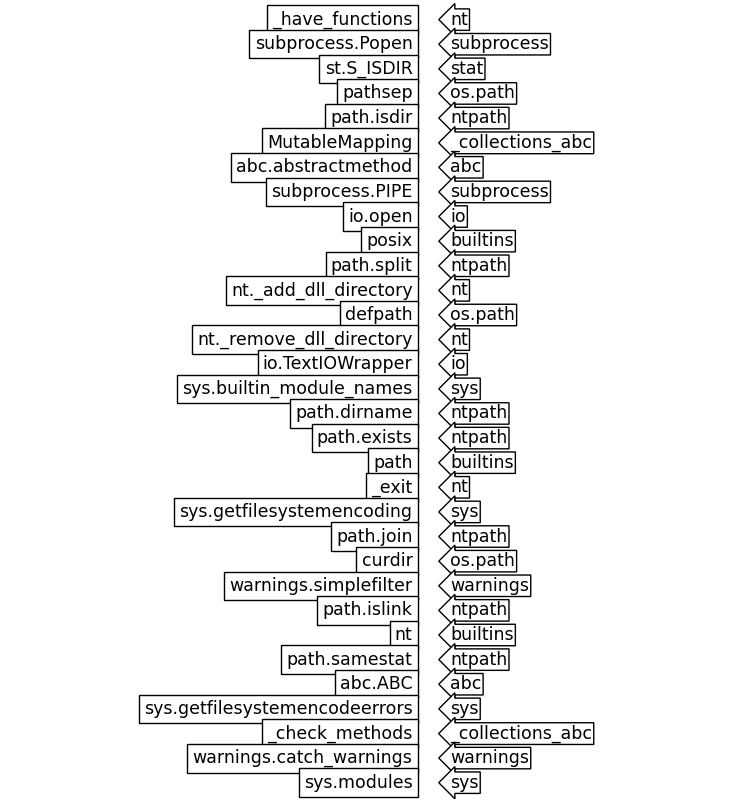 _have_functions nt
subprocess.Popen subprocess
st.S_ISDIR stat
pathsep os.path
path.isdir ntpath
MutableMapping _collections_abc
abc.abstractmethod abc
subprocess.PIPE subprocess
io.open io
posix builtins
path.split ntpath
nt._add_dll_directory nt
defpath os.path
nt._remove_dll_directory nt
io.TextIOWrapper io
sys.builtin_module_names sys
path.dirname ntpath
path.exists ntpath
path builtins
_exit nt
sys.getfilesystemencoding sys
path.join ntpath
curdir os.path
warnings.simplefilter warnings
path.islink ntpath
nt builtins
path.samestat ntpath
abc.ABC abc
sys.getfilesystemencodeerrors sys
_check_methods _collections_abc
warnings.catch_warnings warnings
sys.modules sys